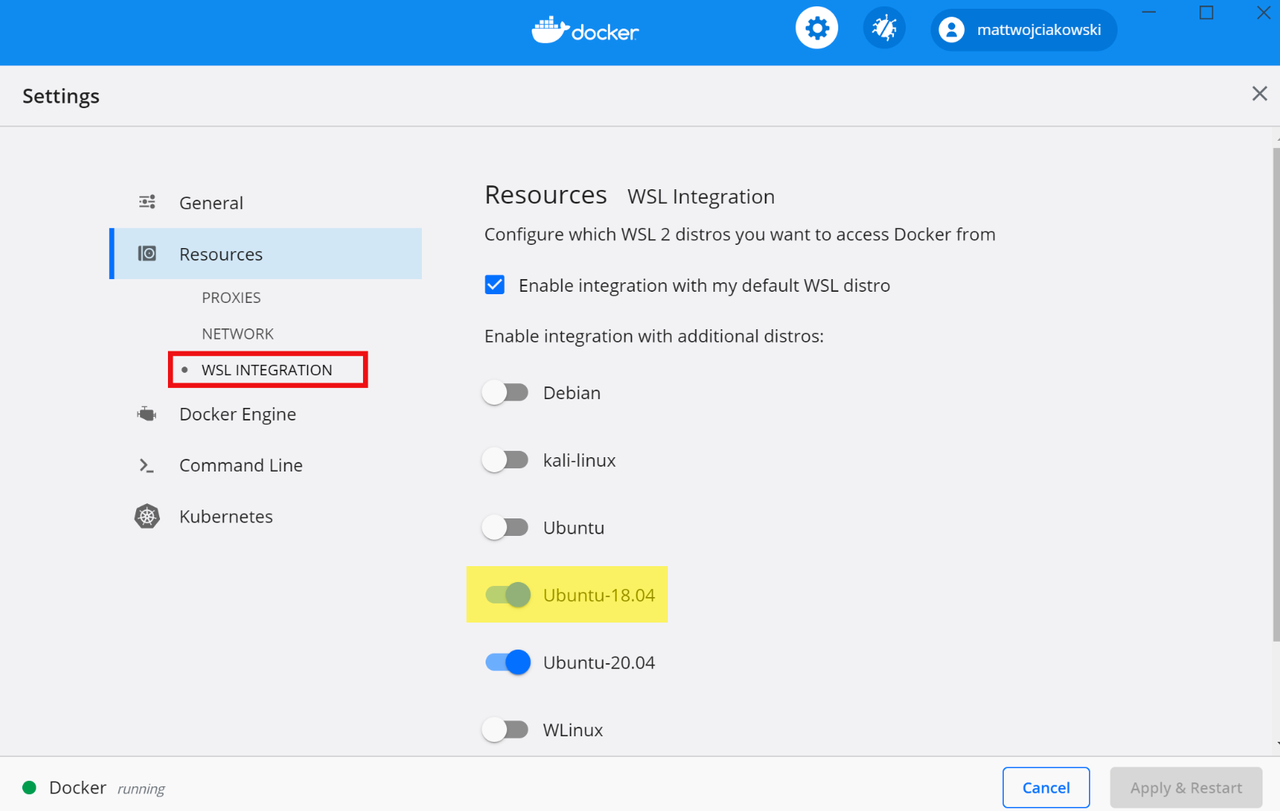 docker
mattwojciakowski
Settings
General
Resources
PROXIES
NETWORK
WSL INTEGRATION
Docker Engine
Command Line
Kubernetes
Resources WSL Integration
Configure which WSL 2 distros you want to access Docker from
Enable integration with my default WSL distro
Enable integration with additional distros:
Debian
kali-linux
Ubuntu
Ubuntu-18.04
Ubuntu-20.04
WLinux
Docker running
Cancel
Apply & Restart